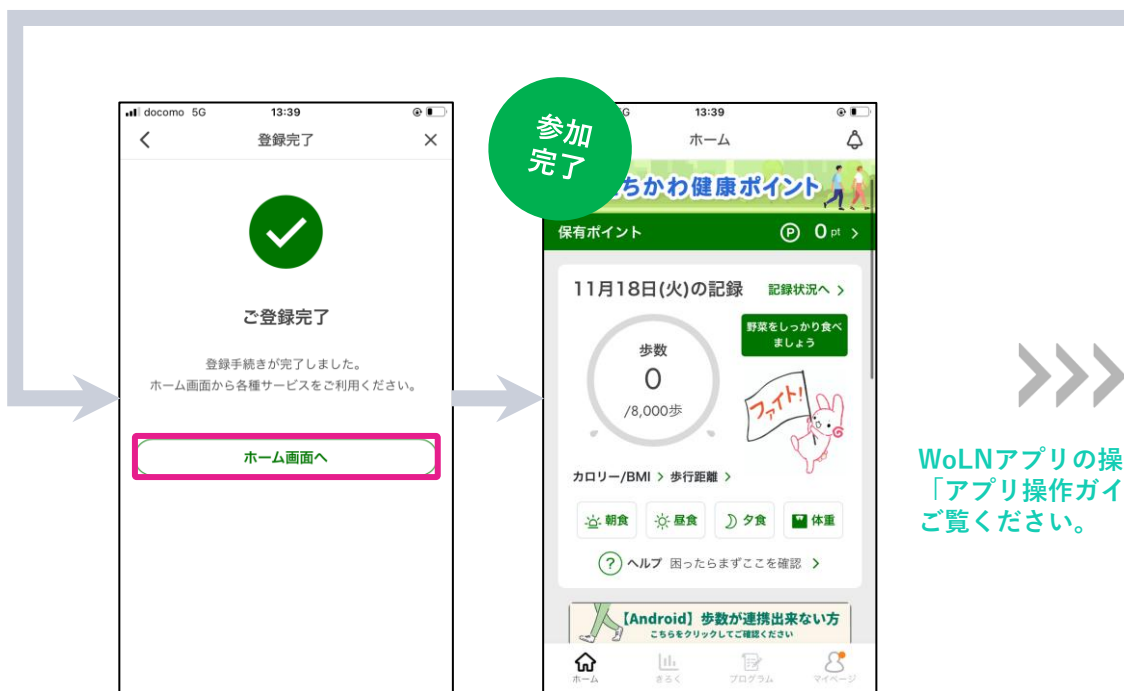 docomo 5G 13:39
登録完了
ご登録完了
登録手続きが完了しました。
ホーム画面から各種サービスをご利用ください。
ホーム画面へ
参加
完了
G 13:39
ホーム
ちかわ健康ポイント
保有ポイント P 0 pt
11月18日(火)の記録 記録状況へ
野菜をしっかり食べ
ましょう
歩数
0
/8,000歩
ファイト!
カロリー/BMI 歩行距離
朝食 昼食 夕食 体重
? ヘルプ 困ったらまずここを確認
【Android】歩数が連携出来ない方
こちらをクリックしてご確認ください
ホーム きろく プログラム マイページ
WoLNアプリの操
「アプリ操作ガイ
ご覧ください。